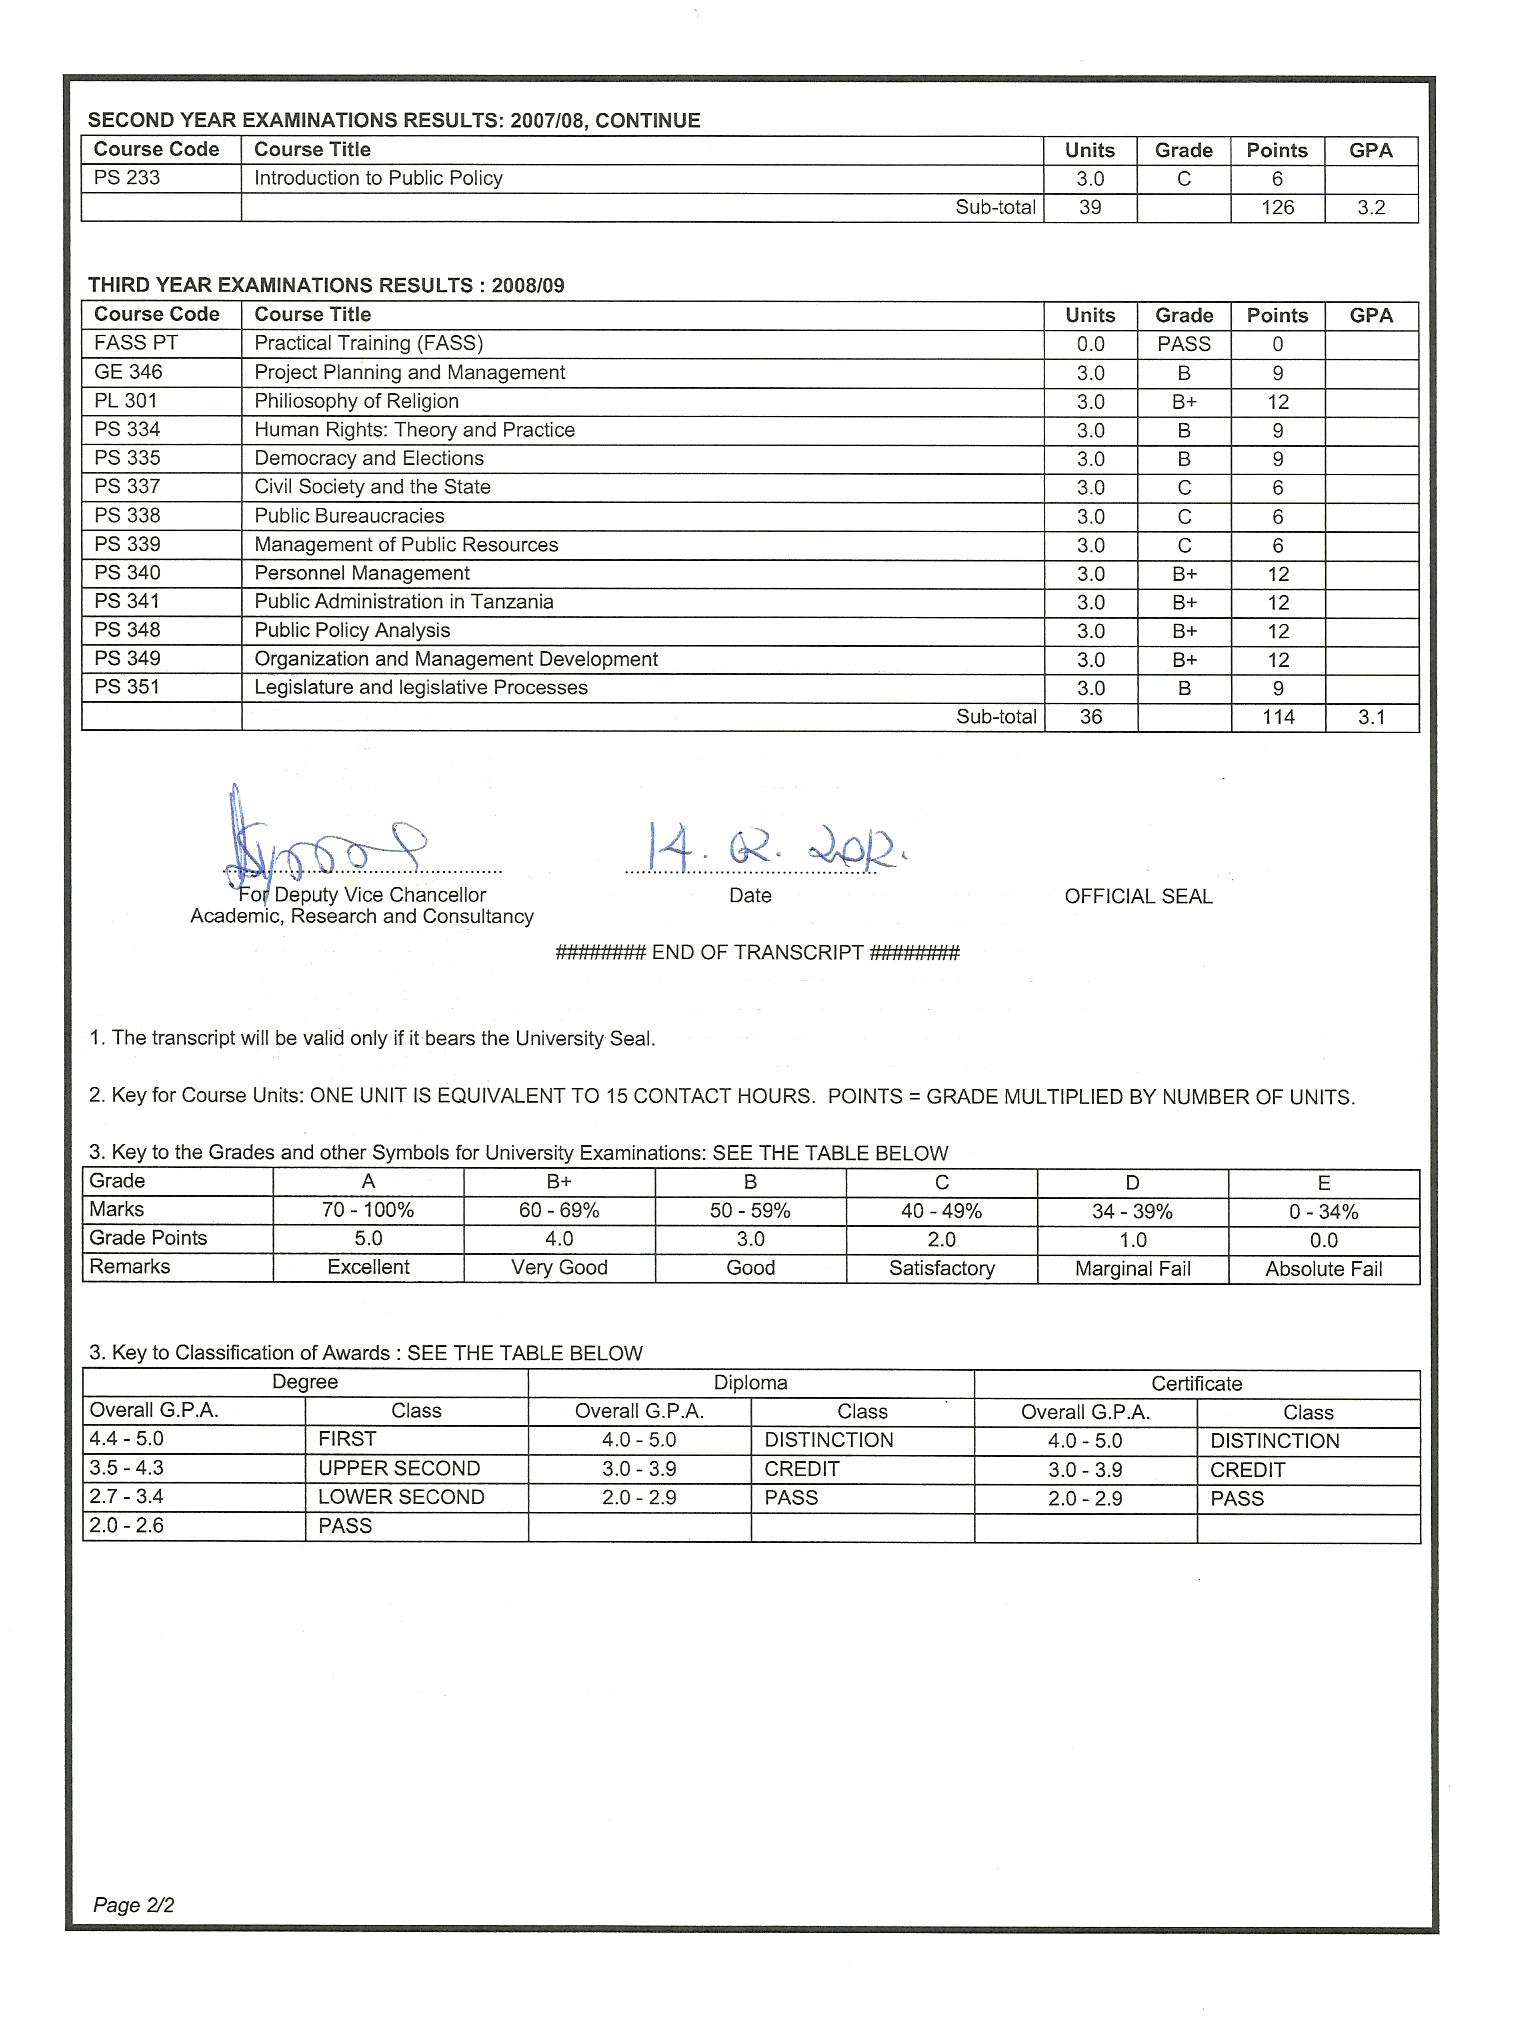 SECOND YEAR EXAMINATIONS RESULTS: 2007/08, CONTINUE
Course Code Course Title Units Grade Points GPA
PS 233 Introduction to Public Policy 3.0 C 6
Sub-total 39 126 3.2
THIRD YEAR EXAMINATIONS RESULTS : 2008/09
Course Code Course Title Units Grade Points GPA
FASS PT Practical Training (FASS) 0.0 PASS 0
GE 346 Project Planning and Management 3.0 B 9
PL 301 Philiosophy of Religion 3.0 B+ 12
PS 334 Human Rights: Theory and Practice 3.0 B 9
PS 335 Democracy and Elections 3.0 B 9
PS 337 Civil Society and the State 3.0 C 6
PS 338 Public Bureaucracies 3.0 C 6
PS 339 Management of Public Resources 3.0 C 6
PS 340 Personnel Management 3.0 B+ 12
PS 341 Public Administration in Tanzania 3.0 B+ 12
PS 348 Public Policy Analysis 3.0 B+ 12
PS 349 Organization and Management Development 3.0 B+ 12
PS 351 Legislature and legislative Processes 3.0 B 9
Sub-total 36 114 3.1
14. 02. 2012.
For Deputy Vice Chancellor Date OFFICIAL SEAL
Academic, Research and Consultancy
######## END OF TRANSCRIPT ########
1. The transcript will be valid only if it bears the University Seal.
2. Key for Course Units: ONE UNIT IS EQUIVALENT TO 15 CONTACT HOURS. POINTS = GRADE MULTIPLIED BY NUMBER OF UNITS.
3. Key to the Grades and other Symbols for University Examinations: SEE THE TABLE BELOW
Grade A B+ B C D E
Marks 70 - 100% 60 - 69% 50 - 59% 40 - 49% 34 - 39% 0 - 34%
Grade Points 5.0 4.0 3.0 2.0 1.0 0.0
Remarks Excellent Very Good Good Satisfactory Marginal Fail Absolute Fail
3. Key to Classification of Awards : SEE THE TABLE BELOW
Degree Diploma Certificate
Overall G.P.A. Class Overall G.P.A. Class Overall G.P.A. Class
4.4 - 5.0 FIRST 4.0 - 5.0 DISTINCTION 4.0 - 5.0 DISTINCTION
3.5 - 4.3 UPPER SECOND 3.0 - 3.9 CREDIT 3.0 - 3.9 CREDIT
2.7 - 3.4 LOWER SECOND 2.0 - 2.9 PASS 2.0 - 2.9 PASS
2.0 - 2.6 PASS
Page 2/2